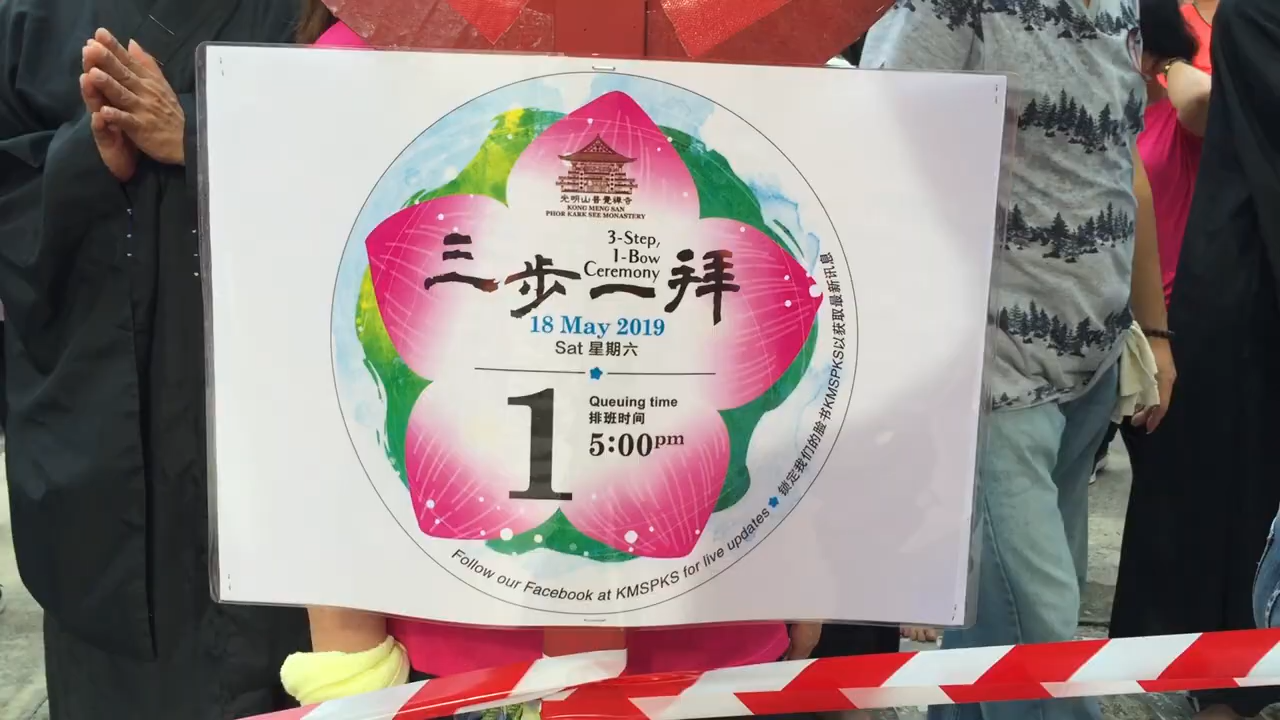 光明山普覺禪寺
KONG MENG SAN
PHOR KARK SEE MONASTERY
三步一拜
3-Step,
1-Bow
Ceremony
18 May 2019
Sat 星期六
1
Queuing time
排班时间
5:00pm
Follow our Facebook at KMSPKS for live updates
锁定我们的脸书KMSPKS以获取最新讯息